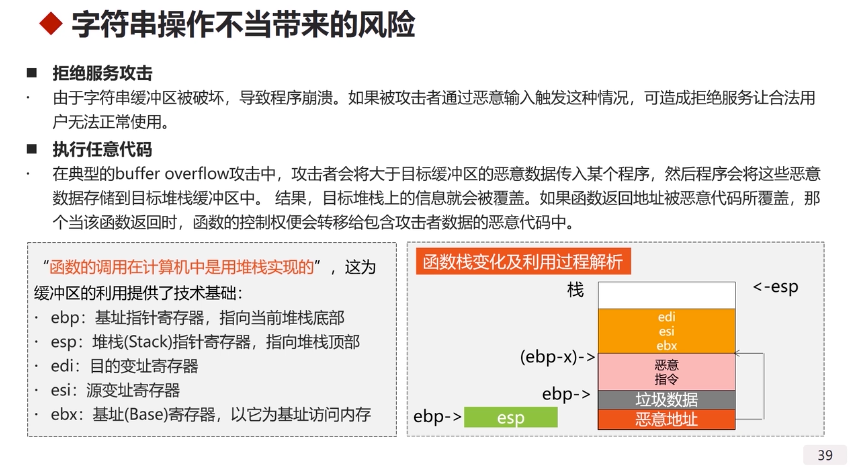 字符串操作不当带来的风险
拒绝服务攻击
由于字符串缓冲区被破坏，导致程序崩溃。如果被攻击者通过恶意输入触发这种情况，可造成拒绝服务让合法用
户无法正常使用。
执行任意代码
在典型的buffer overflow攻击中，攻击者会将大于目标缓冲区的恶意数据传入某个程序，然后程序会将这些恶意
数据存储到目标堆栈缓冲区中。 结果，目标堆栈上的信息就会被覆盖。如果函数返回地址被恶意代码所覆盖，那
个当该函数返回时，函数的控制权便会转移给包含攻击者数据的恶意代码中。
“函数的调用在计算机中是用堆栈实现的”，这为
缓冲区的利用提供了技术基础：
· ebp：基址指针寄存器，指向当前堆栈底部
· esp：堆栈(Stack)指针寄存器，指向堆栈顶部
· edi：目的变址寄存器
· esi：源变址寄存器
· ebx：基址(Base)寄存器，以它为基址访问内存
函数栈变化及利用过程解析
栈
<-esp
edi
esi
ebx
(ebp-x)->
恶意
指令
ebp->
垃圾数据
ebp->
esp
恶意地址
39